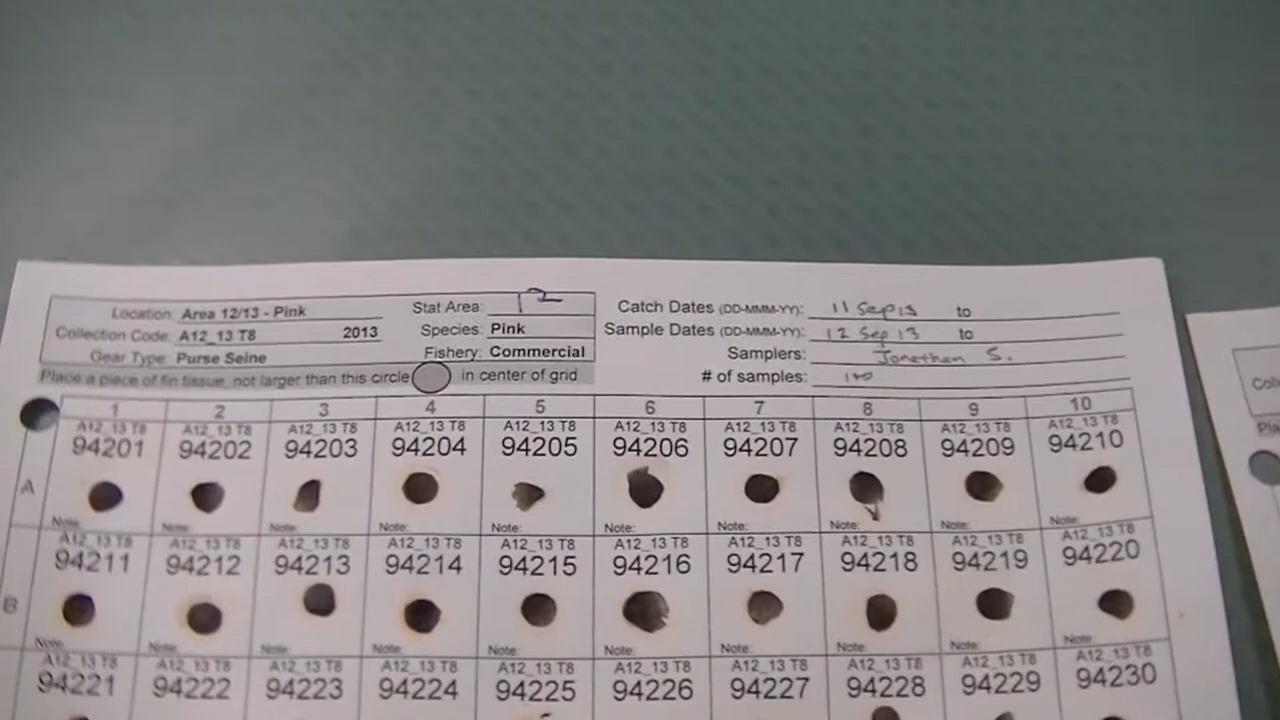 Location: Area 12/13 - Pink Stat Area: 12 Catch Dates (DD-MMM-YY): 11 Sep 13 to
Collection Code: A12_13 T8 2013 Species: Pink Sample Dates (DD-MMM-YY): 12 Sep 13 to
Gear Type: Purse Seine Fishery: Commercial Samplers: Jonathan S.
Place a piece of fin tissue, not larger than this circle in center of grid # of samples: 100
1 2 3 4 5 6 7 8 9 10
A12_13 T8 A12_13 T8 A12_13 T8 A12_13 T8 A12_13 T8 A12_13 T8 A12_13 T8 A12_13 T8 A12_13 T8 A12_13 T8
94201 94202 94203 94204 94205 94206 94207 94208 94209 94210
A
Note: Note: Note: Note: Note: Note: Note: Note: Note: Note:
A12_13 T8 A12_13 T8 A12_13 T8 A12_13 T8 A12_13 T8 A12_13 T8 A12_13 T8 A12_13 T8 A12_13 T8 A12_13 T8
94211 94212 94213 94214 94215 94216 94217 94218 94219 94220
B
Note: Note: Note: Note: Note: Note: Note: Note: Note: Note:
A12_13 T8 A12_13 T8 A12_13 T8 A12_13 T8 A12_13 T8 A12_13 T8 A12_13 T8 A12_13 T8 A12_13 T8 A12_13 T8
94221 94222 94223 94224 94225 94226 94227 94228 94229 94230